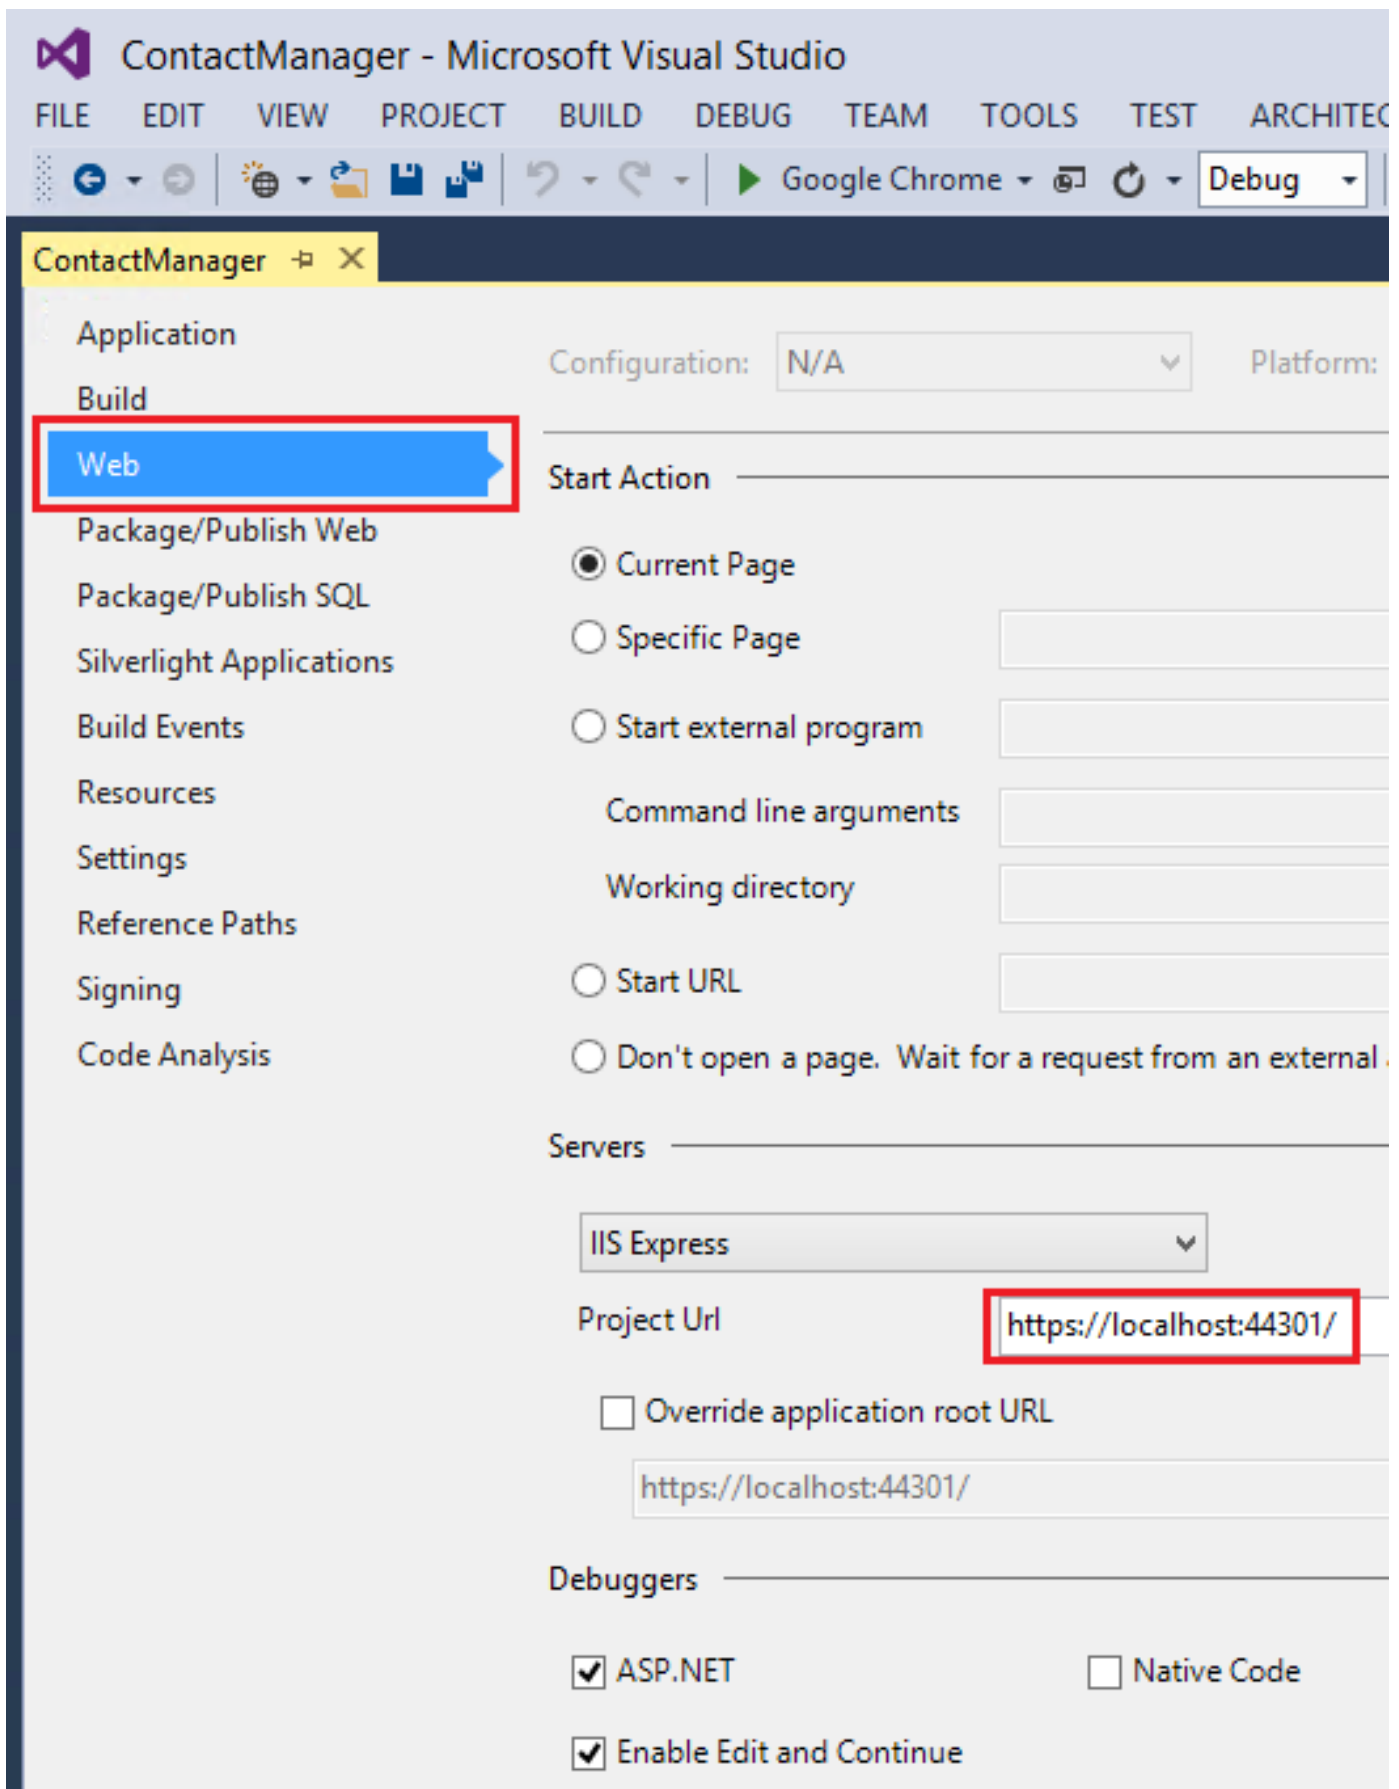 ContactManager - Microsoft Visual Studio
FILE EDIT VIEW PROJECT BUILD DEBUG TEAM TOOLS TEST ARCHITEC
Google Chrome Debug
ContactManager
Application
Build
Web
Package/Publish Web
Package/Publish SQL
Silverlight Applications
Build Events
Resources
Settings
Reference Paths
Signing
Code Analysis
Configuration: N/A Platform:
Start Action
Current Page
Specific Page
Start external program
Command line arguments
Working directory
Start URL
Don't open a page. Wait for a request from an external
Servers
IIS Express
Project Url https://localhost:44301/
Override application root URL
https://localhost:44301/
Debuggers
ASP.NET Native Code
Enable Edit and Continue